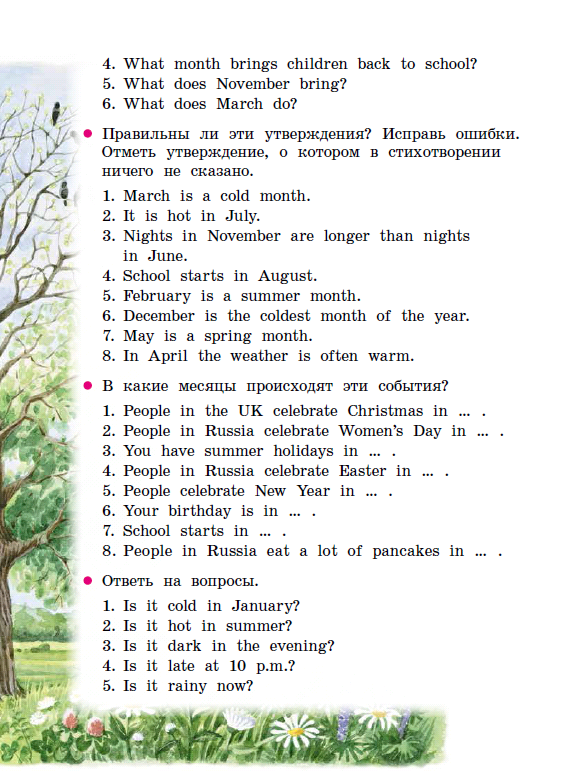 4. What month brings children back to school?
5. What does November bring?
6. What does March do?
• Правильны ли эти утверждения? Исправь ошибки.
Отметь утверждение, о котором в стихотворении
ничего не сказано.
1. March is a cold month.
2. It is hot in July.
3. Nights in November are longer than nights
in June.
4. School starts in August.
5. February is a summer month.
6. December is the coldest month of the year.
7. May is a spring month.
8. In April the weather is often warm.
• В какие месяцы происходят эти события?
1. People in the UK celebrate Christmas in ... .
2. People in Russia celebrate Women's Day in ... .
3. You have summer holidays in ... .
4. People in Russia celebrate Easter in ... .
5. People celebrate New Year in ... .
6. Your birthday is in ... .
7. School starts in ... .
8. People in Russia eat a lot of pancakes in ... .
• Ответь на вопросы.
1. Is it cold in January?
2. Is it hot in summer?
3. Is it dark in the evening?
4. Is it late at 10 p.m.?
5. Is it rainy now?